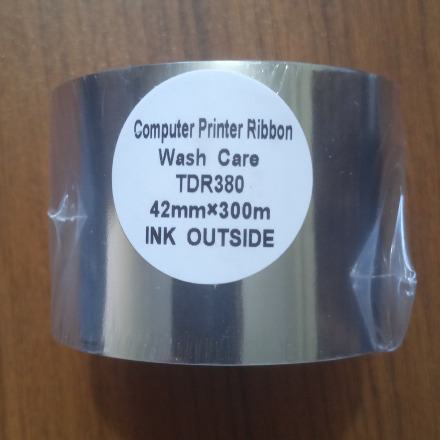 Computer Printer Ribbon
Wash Care
TDR380
42mm×300m
INK OUTSIDE